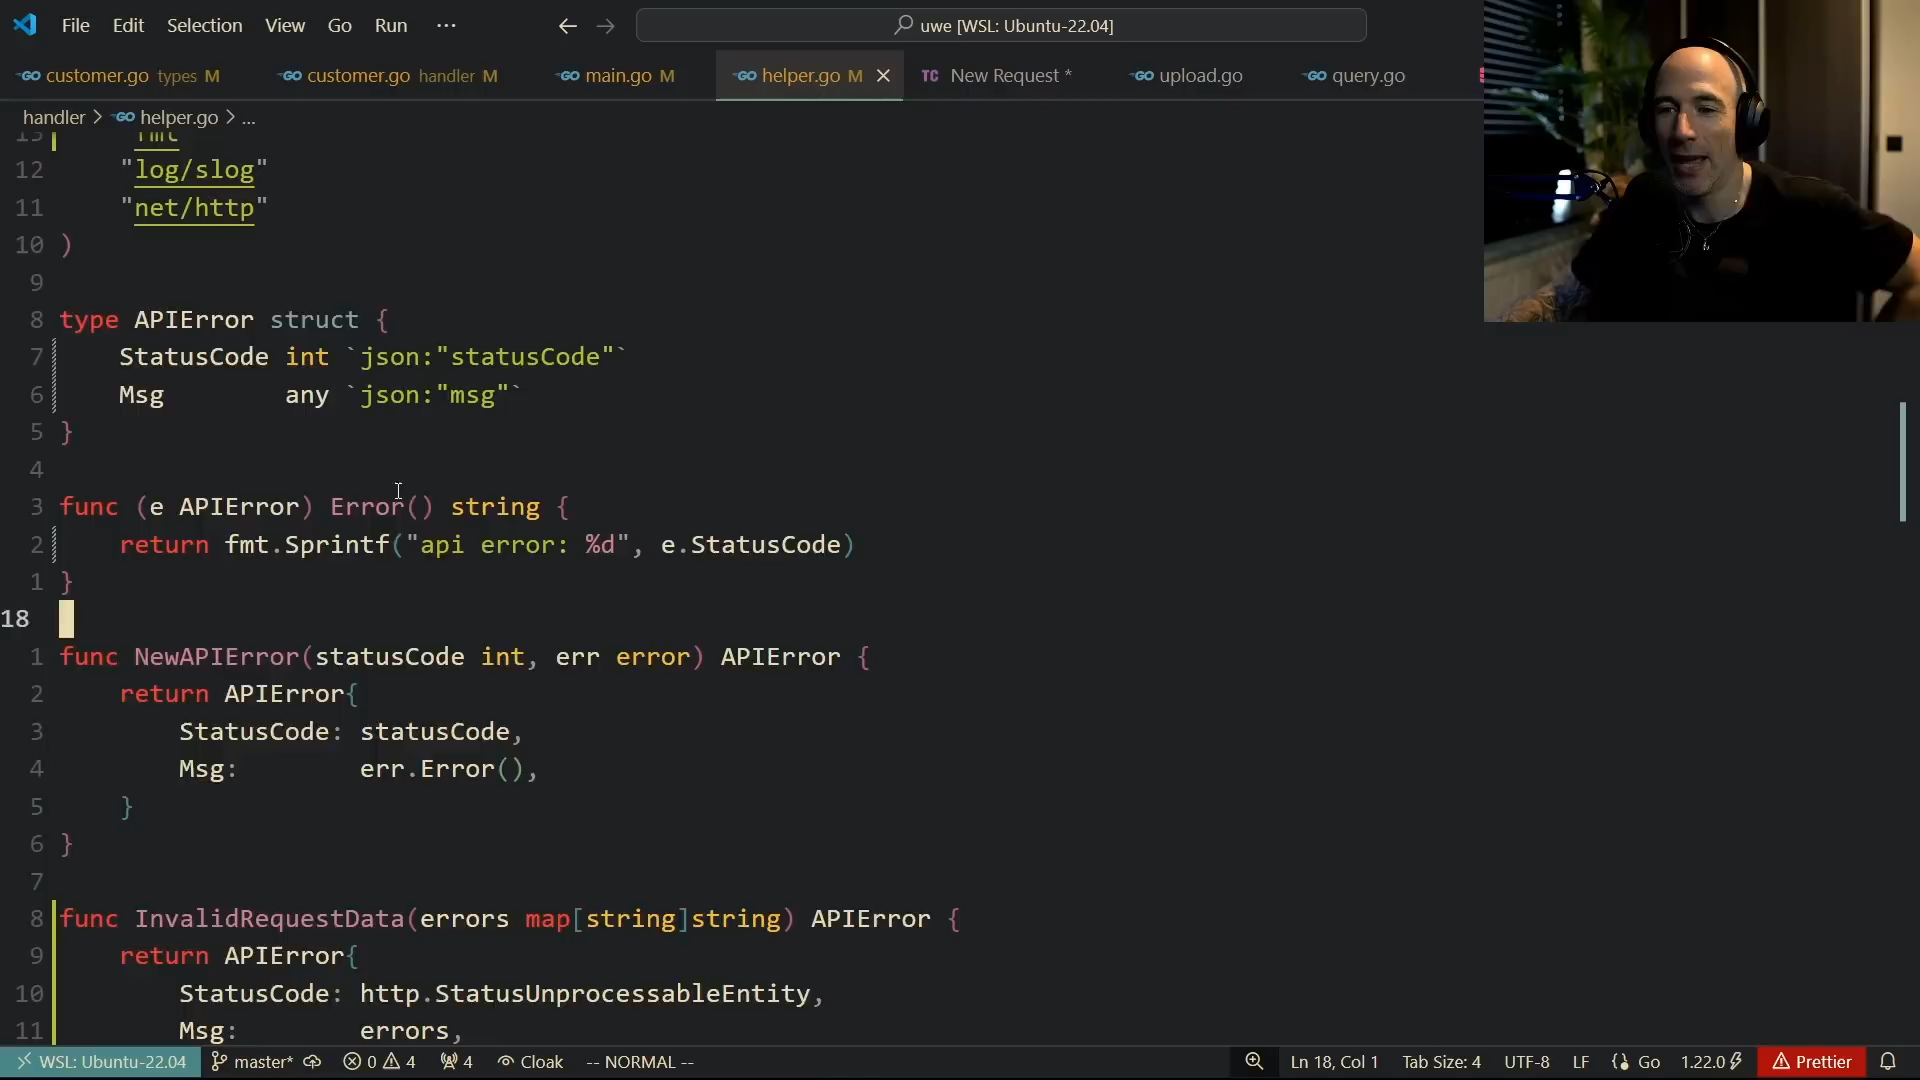 File Edit Selection View Go Run ···
uwe [WSL: Ubuntu-22.04]
customer.go types M
customer.go handler M
main.go M
helper.go M
TC New Request *
upload.go
query.go
handler > helper.go > ...
13 "fmt"
12 "log/slog"
11 "net/http"
10 )
9
8 type APIError struct {
7 StatusCode int `json:"statusCode"`
6 Msg any `json:"msg"`
5 }
4
3 func (e APIError) Error() string {
2 return fmt.Sprintf("api error: %d", e.StatusCode)
1 }
18
1 func NewAPIError(statusCode int, err error) APIError {
2 return APIError{
3 StatusCode: statusCode,
4 Msg: err.Error(),
5 }
6 }
7
8 func InvalidRequestData(errors map[string]string) APIError {
9 return APIError{
10 StatusCode: http.StatusUnprocessableEntity,
11 Msg: errors,
WSL: Ubuntu-22.04 master* 0 4 4 Cloak -- NORMAL -- Ln 18, Col 1 Tab Size: 4 UTF-8 LF Go 1.22.0 Prettier